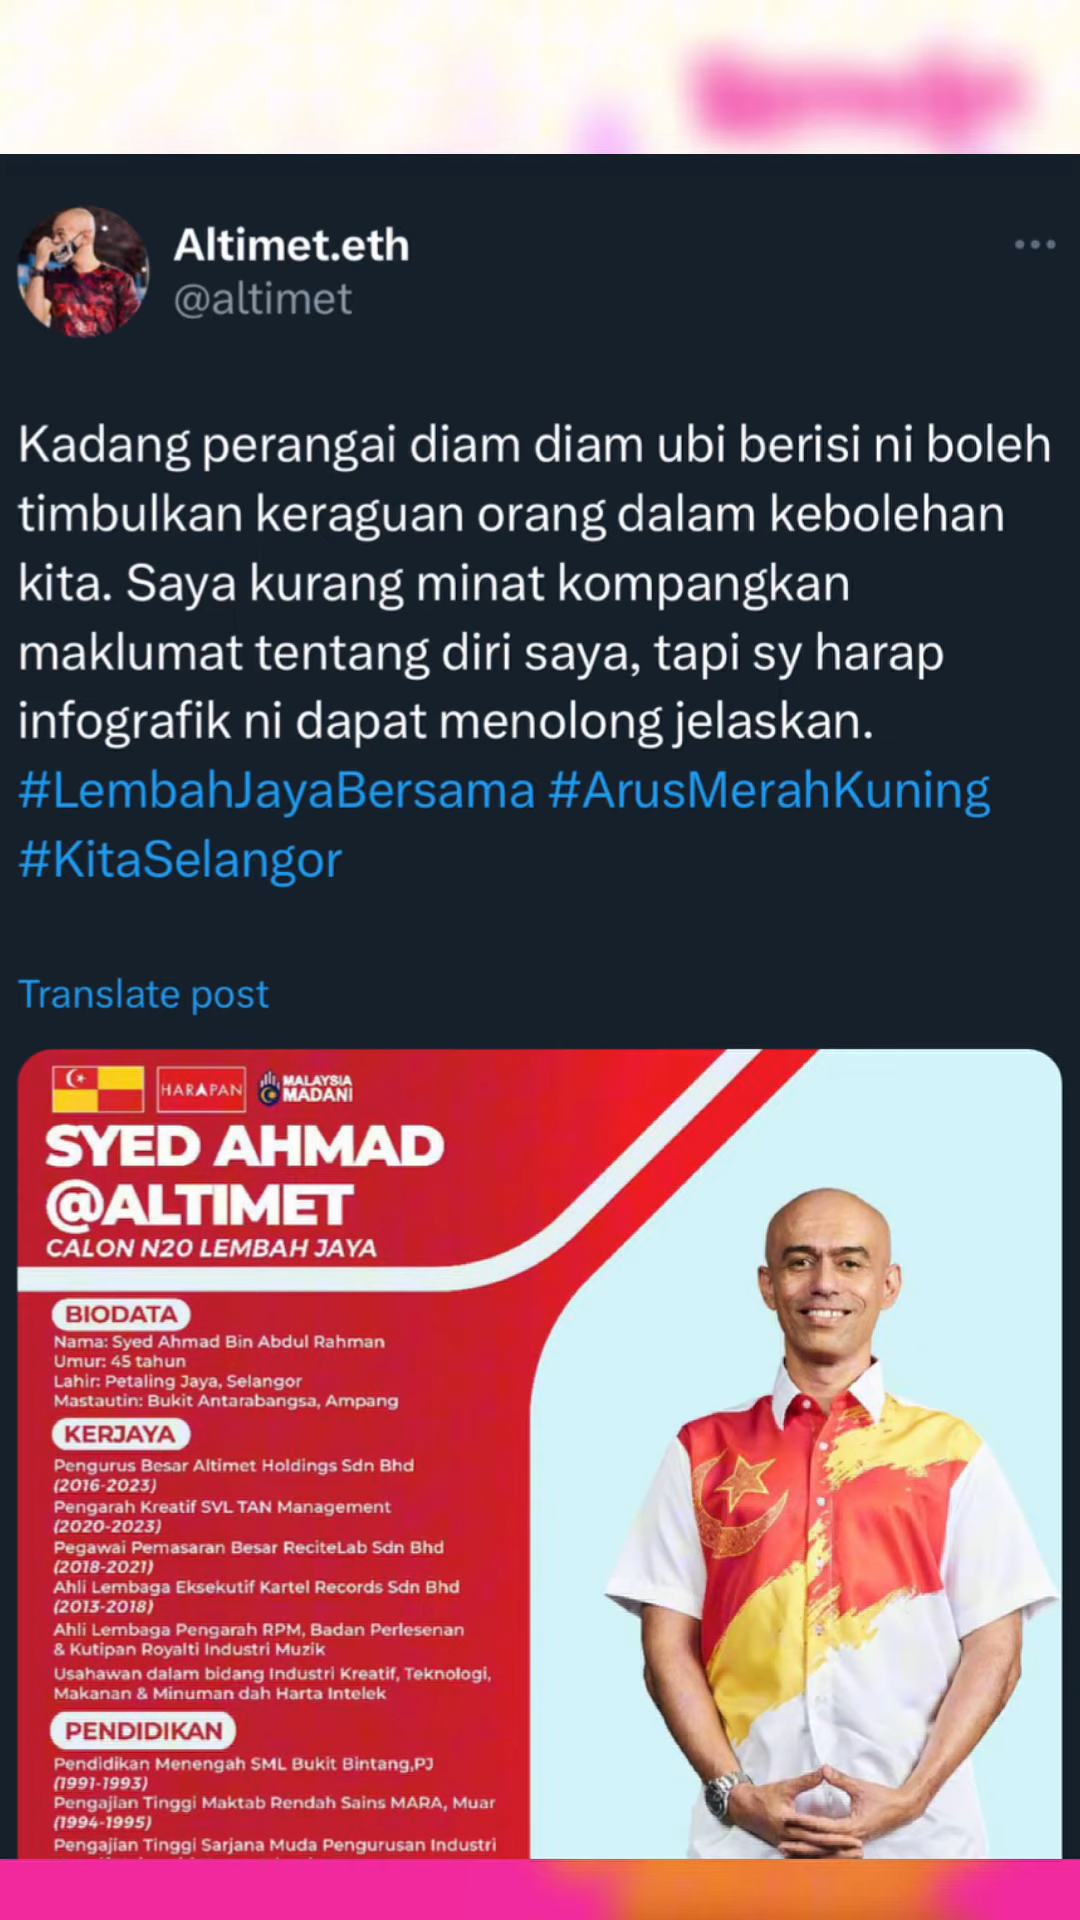 Altimet.eth
@altimet
Kadang perangai diam diam ubi berisi ni boleh
timbulkan keraguan orang dalam kebolehan
kita. Saya kurang minat kompangkan
maklumat tentang diri saya, tapi sy harap
infografik ni dapat menolong jelaskan.
#LembahJayaBersama #ArusMerahKuning
#KitaSelangor
Translate post
HARAPAN
MALAYSIA
MADANI
SYED AHMAD
@ALTIMET
CALON N20 LEMBAH JAYA
BIODATA
Nama: Syed Ahmad Bin Abdul Rahman
Umur: 45 tahun
Lahir: Petaling Jaya, Selangor
Mastautin: Bukit Antarabangsa, Ampang
KERJAYA
Pengurus Besar Altimet Holdings Sdn Bhd
(2016-2023)
Pengarah Kreatif SVL TAN Management
(2020-2023)
Pegawai Pemasaran Besar ReciteLab Sdn Bhd
(2018-2021)
Ahli Lembaga Eksekutif Kartel Records Sdn Bhd
(2013-2018)
Ahli Lembaga Pengarah RPM, Badan Perlesenan
& Kutipan Royalti Industri Muzik
Usahawan dalam bidang Industri Kreatif, Teknologi,
Makanan & Minuman dah Harta Intelek
PENDIDIKAN
Pendidikan Menengah SML Bukit Bintang,PJ
(1991-1993)
Pengajian Tinggi Maktab Rendah Sains MARA, Muar
(1994-1995)
Pengajian Tinggi Sarjana Muda Pengurusan Industri